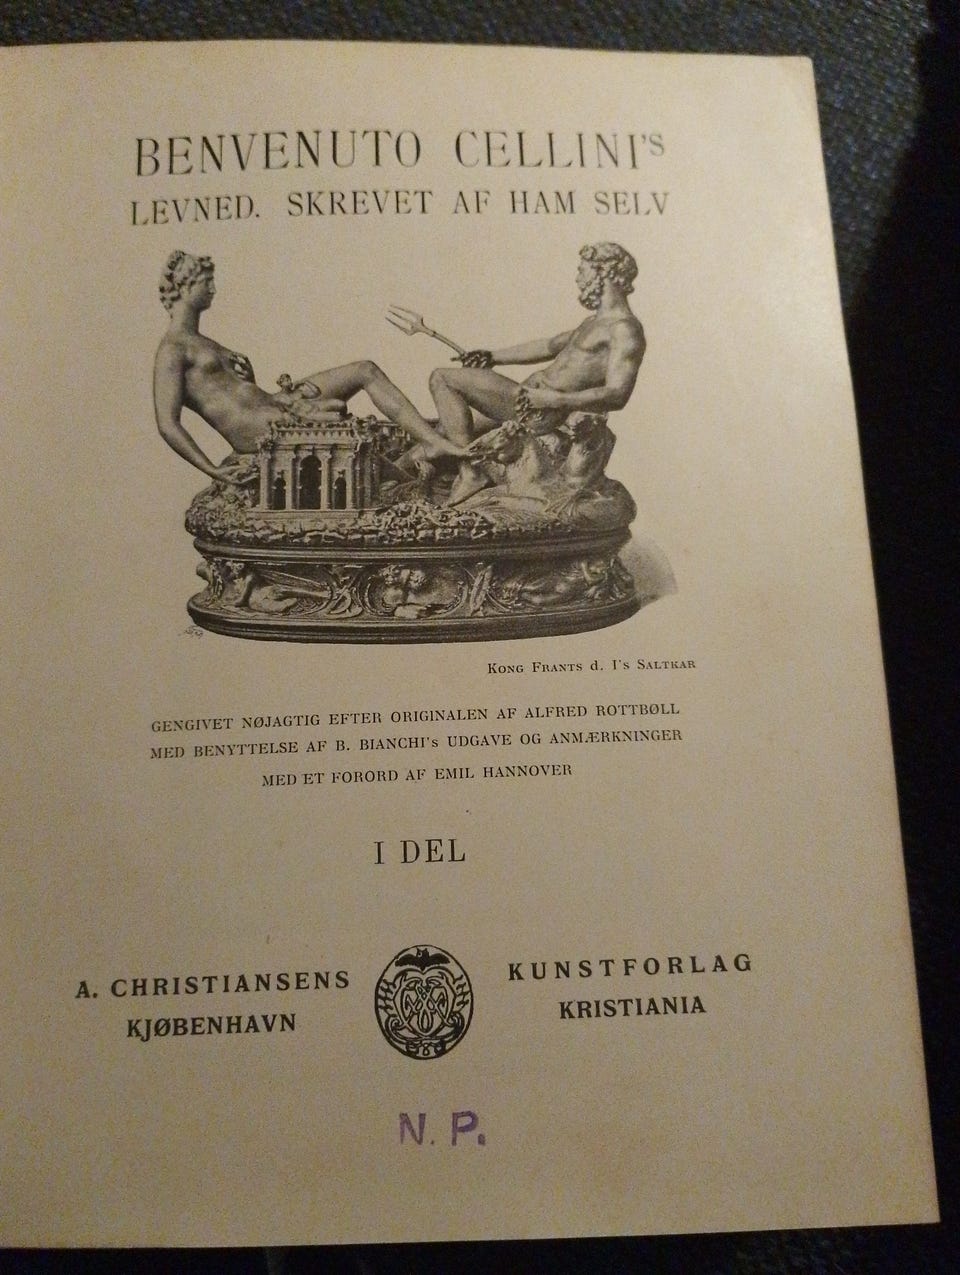 BENVENUTO CELLINI's
LEVNED. SKREVET AF HAM SELV
KONG FRANTS d. I's SALTKAR
GENGIVET NØJAGTIG EFTER ORIGINALEN AF ALFRED ROTTBØLL
MED BENYTTELSE AF B. BIANCHI's UDGAVE OG ANMÆRKNINGER
MED ET FORORD AF EMIL HANNOVER
I DEL
A. CHRISTIANSENS KUNSTFORLAG
KJØBENHAVN KRISTIANIA
N. P.